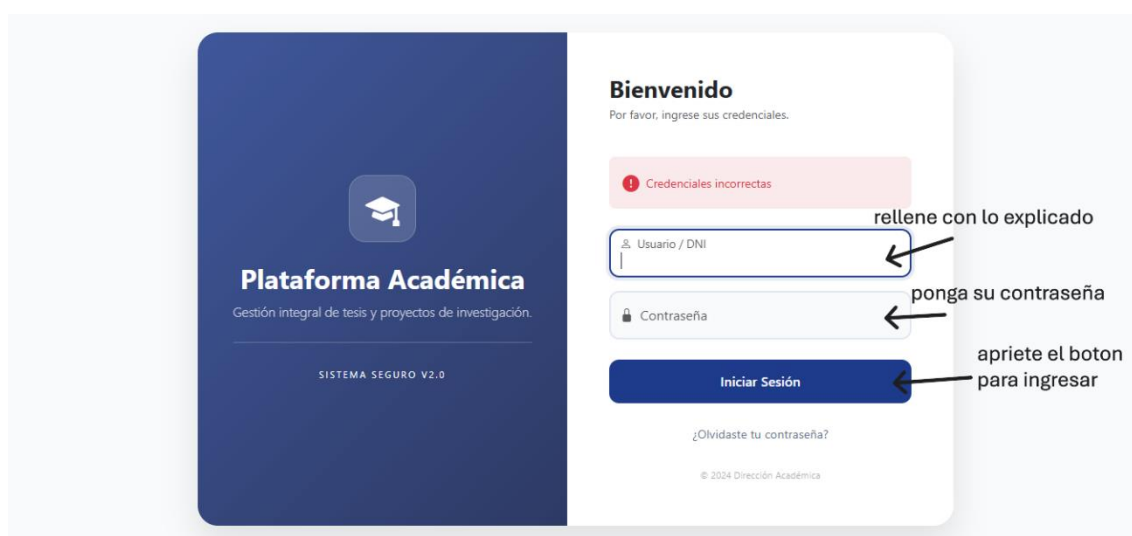 Plataforma Académica
Gestión integral de tesis y proyectos de investigación.
SISTEMA SEGURO V2.0
Bienvenido
Por favor, ingrese sus credenciales.
Credenciales incorrectas
rellene con lo explicado
Usuario / DNI
ponga su contraseña
Contraseña
apriete el boton
para ingresar
Iniciar Sesión
¿Olvidaste tu contraseña?
© 2024 Dirección Académica